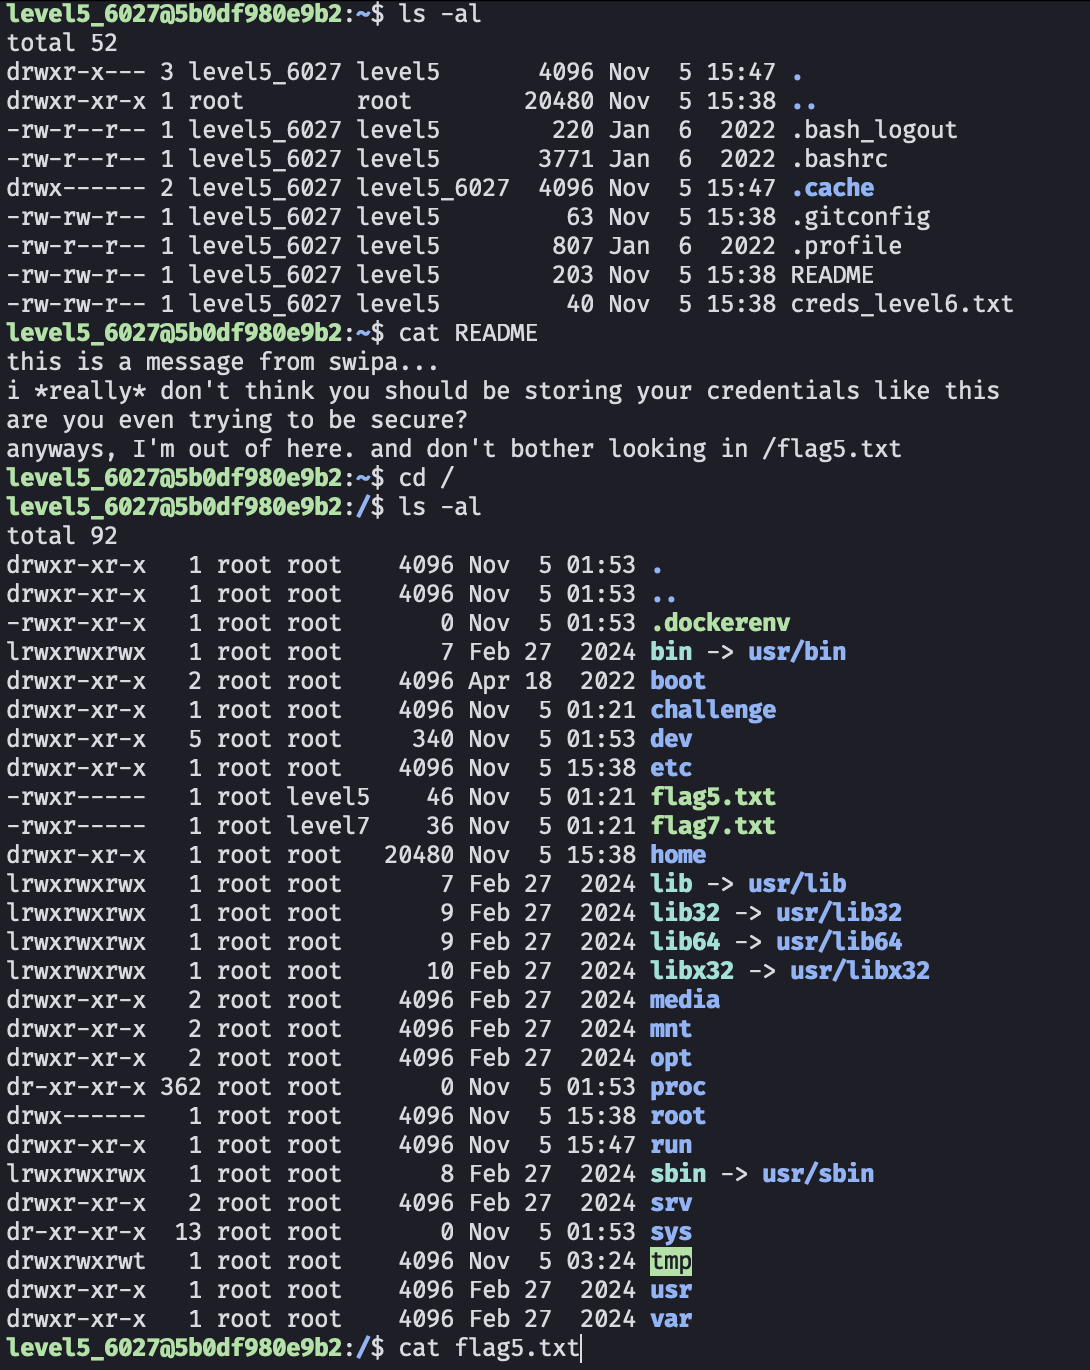 level5_6027@5b0df980e9b2:~$ ls -al
total 52
drwxr-x--- 3 level5_6027 level5       4096 Nov  5 15:47 .
drwxr-xr-x 1 root        root        20480 Nov  5 15:38 ..
-rw-r--r-- 1 level5_6027 level5        220 Jan  6  2022 .bash_logout
-rw-r--r-- 1 level5_6027 level5       3771 Jan  6  2022 .bashrc
drwx------ 2 level5_6027 level5_6027  4096 Nov  5 15:47 .cache
-rw-rw-r-- 1 level5_6027 level5         63 Nov  5 15:38 .gitconfig
-rw-r--r-- 1 level5_6027 level5        807 Jan  6  2022 .profile
-rw-rw-r-- 1 level5_6027 level5        203 Nov  5 15:38 README
-rw-rw-r-- 1 level5_6027 level5         40 Nov  5 15:38 creds_level6.txt
level5_6027@5b0df980e9b2:~$ cat README
this is a message from swipa...
i *really* don't think you should be storing your credentials like this
are you even trying to be secure?
anyways, I'm out of here. and don't bother looking in /flag5.txt
level5_6027@5b0df980e9b2:~$ cd /
level5_6027@5b0df980e9b2:/$ ls -al
total 92
drwxr-xr-x   1 root root    4096 Nov  5 01:53 .
drwxr-xr-x   1 root root    4096 Nov  5 01:53 ..
-rwxr-xr-x   1 root root       0 Nov  5 01:53 .dockerenv
lrwxrwxrwx   1 root root       7 Feb 27  2024 bin -> usr/bin
drwxr-xr-x   2 root root    4096 Apr 18  2022 boot
drwxr-xr-x   1 root root    4096 Nov  5 01:21 challenge
drwxr-xr-x   5 root root     340 Nov  5 01:53 dev
drwxr-xr-x   1 root root    4096 Nov  5 15:38 etc
-rwxr-----   1 root level5    46 Nov  5 01:21 flag5.txt
-rwxr-----   1 root level7    36 Nov  5 01:21 flag7.txt
drwxr-xr-x   1 root root   20480 Nov  5 15:38 home
lrwxrwxrwx   1 root root       7 Feb 27  2024 lib -> usr/lib
lrwxrwxrwx   1 root root       9 Feb 27  2024 lib32 -> usr/lib32
lrwxrwxrwx   1 root root       9 Feb 27  2024 lib64 -> usr/lib64
lrwxrwxrwx   1 root root      10 Feb 27  2024 libx32 -> usr/libx32
drwxr-xr-x   2 root root    4096 Feb 27  2024 media
drwxr-xr-x   2 root root    4096 Feb 27  2024 mnt
drwxr-xr-x   2 root root    4096 Feb 27  2024 opt
dr-xr-xr-x 362 root root       0 Nov  5 01:53 proc
drwx------   1 root root    4096 Nov  5 15:38 root
drwxr-xr-x   1 root root    4096 Nov  5 15:47 run
lrwxrwxrwx   1 root root       8 Feb 27  2024 sbin -> usr/sbin
drwxr-xr-x   2 root root    4096 Feb 27  2024 srv
dr-xr-xr-x  13 root root       0 Nov  5 01:53 sys
drwxrwxrwt   1 root root    4096 Nov  5 03:24 tmp
drwxr-xr-x   1 root root    4096 Feb 27  2024 usr
drwxr-xr-x   1 root root    4096 Feb 27  2024 var
level5_6027@5b0df980e9b2:/$ cat flag5.txt